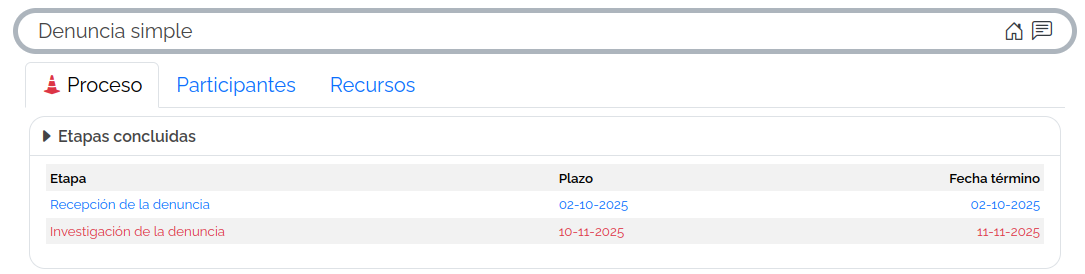 Denuncia simple
Proceso Participantes Recursos
Etapas concluidas
Etapa Plazo Fecha término
Recepción de la denuncia 02-10-2025 02-10-2025
Investigación de la denuncia 10-11-2025 11-11-2025